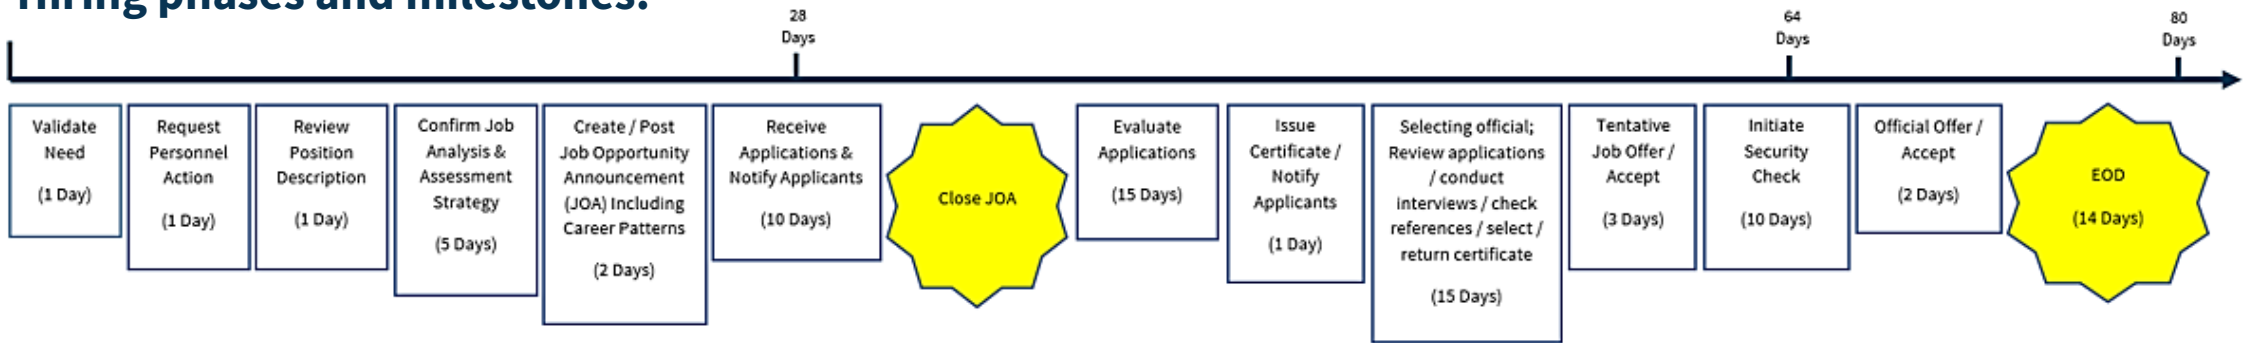 Hiring phases and milestones:
28
Days
64
Days
80
Days
Validate
Need
(1 Day)
Request
Personnel
Action
(1 Day)
Review
Position
Description
(1 Day)
Confirm Job
Analysis &
Assessment
Strategy
(5 Days)
Create / Post
Job Opportunity
Announcement
(JOA) Including
Career Patterns
(2 Days)
Receive
Applications &
Notify Applicants
(10 Days)
Close JOA
Evaluate
Applications
(15 Days)
Issue
Certificate /
Notify
Applicants
(1 Day)
Selecting official;
Review applications
/ conduct
interviews / check
references / select /
return certificate
(15 Days)
Tentative
Job Offer /
Accept
(3 Days)
Initiate
Security
Check
(10 Days)
Official Offer /
Accept
(2 Days)
EOD
(14 Days)